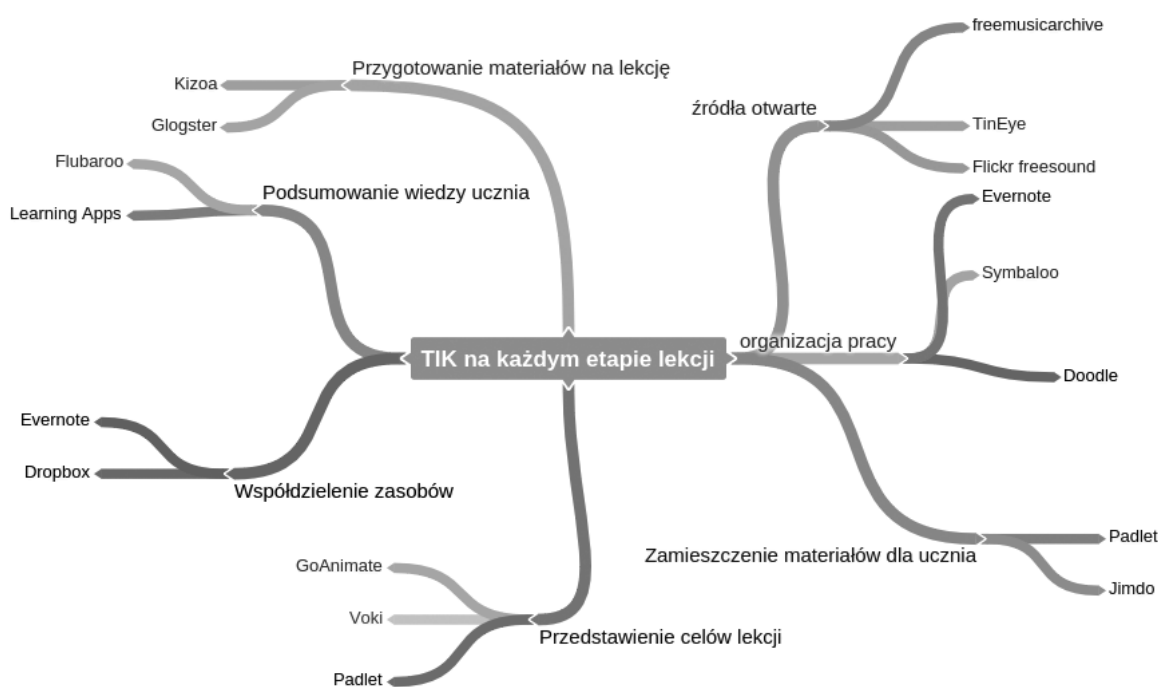 freemusicarchive
Przygotowanie materiałów na lekcję
Kizoa
źródła otwarte
Glogster
TinEye
Flubaroo
Flickr freesound
Podsumowanie wiedzy ucznia
Evernote
Learning Apps
Symbaloo
organizacja pracy
TIK na każdym etapie lekcji
Doodle
Evernote
Dropbox
Współdzielenie zasobów
Padlet
Zamieszczenie materiałów dla ucznia
GoAnimate
Jimdo
Voki
Przedstawienie celów lekcji
Padlet